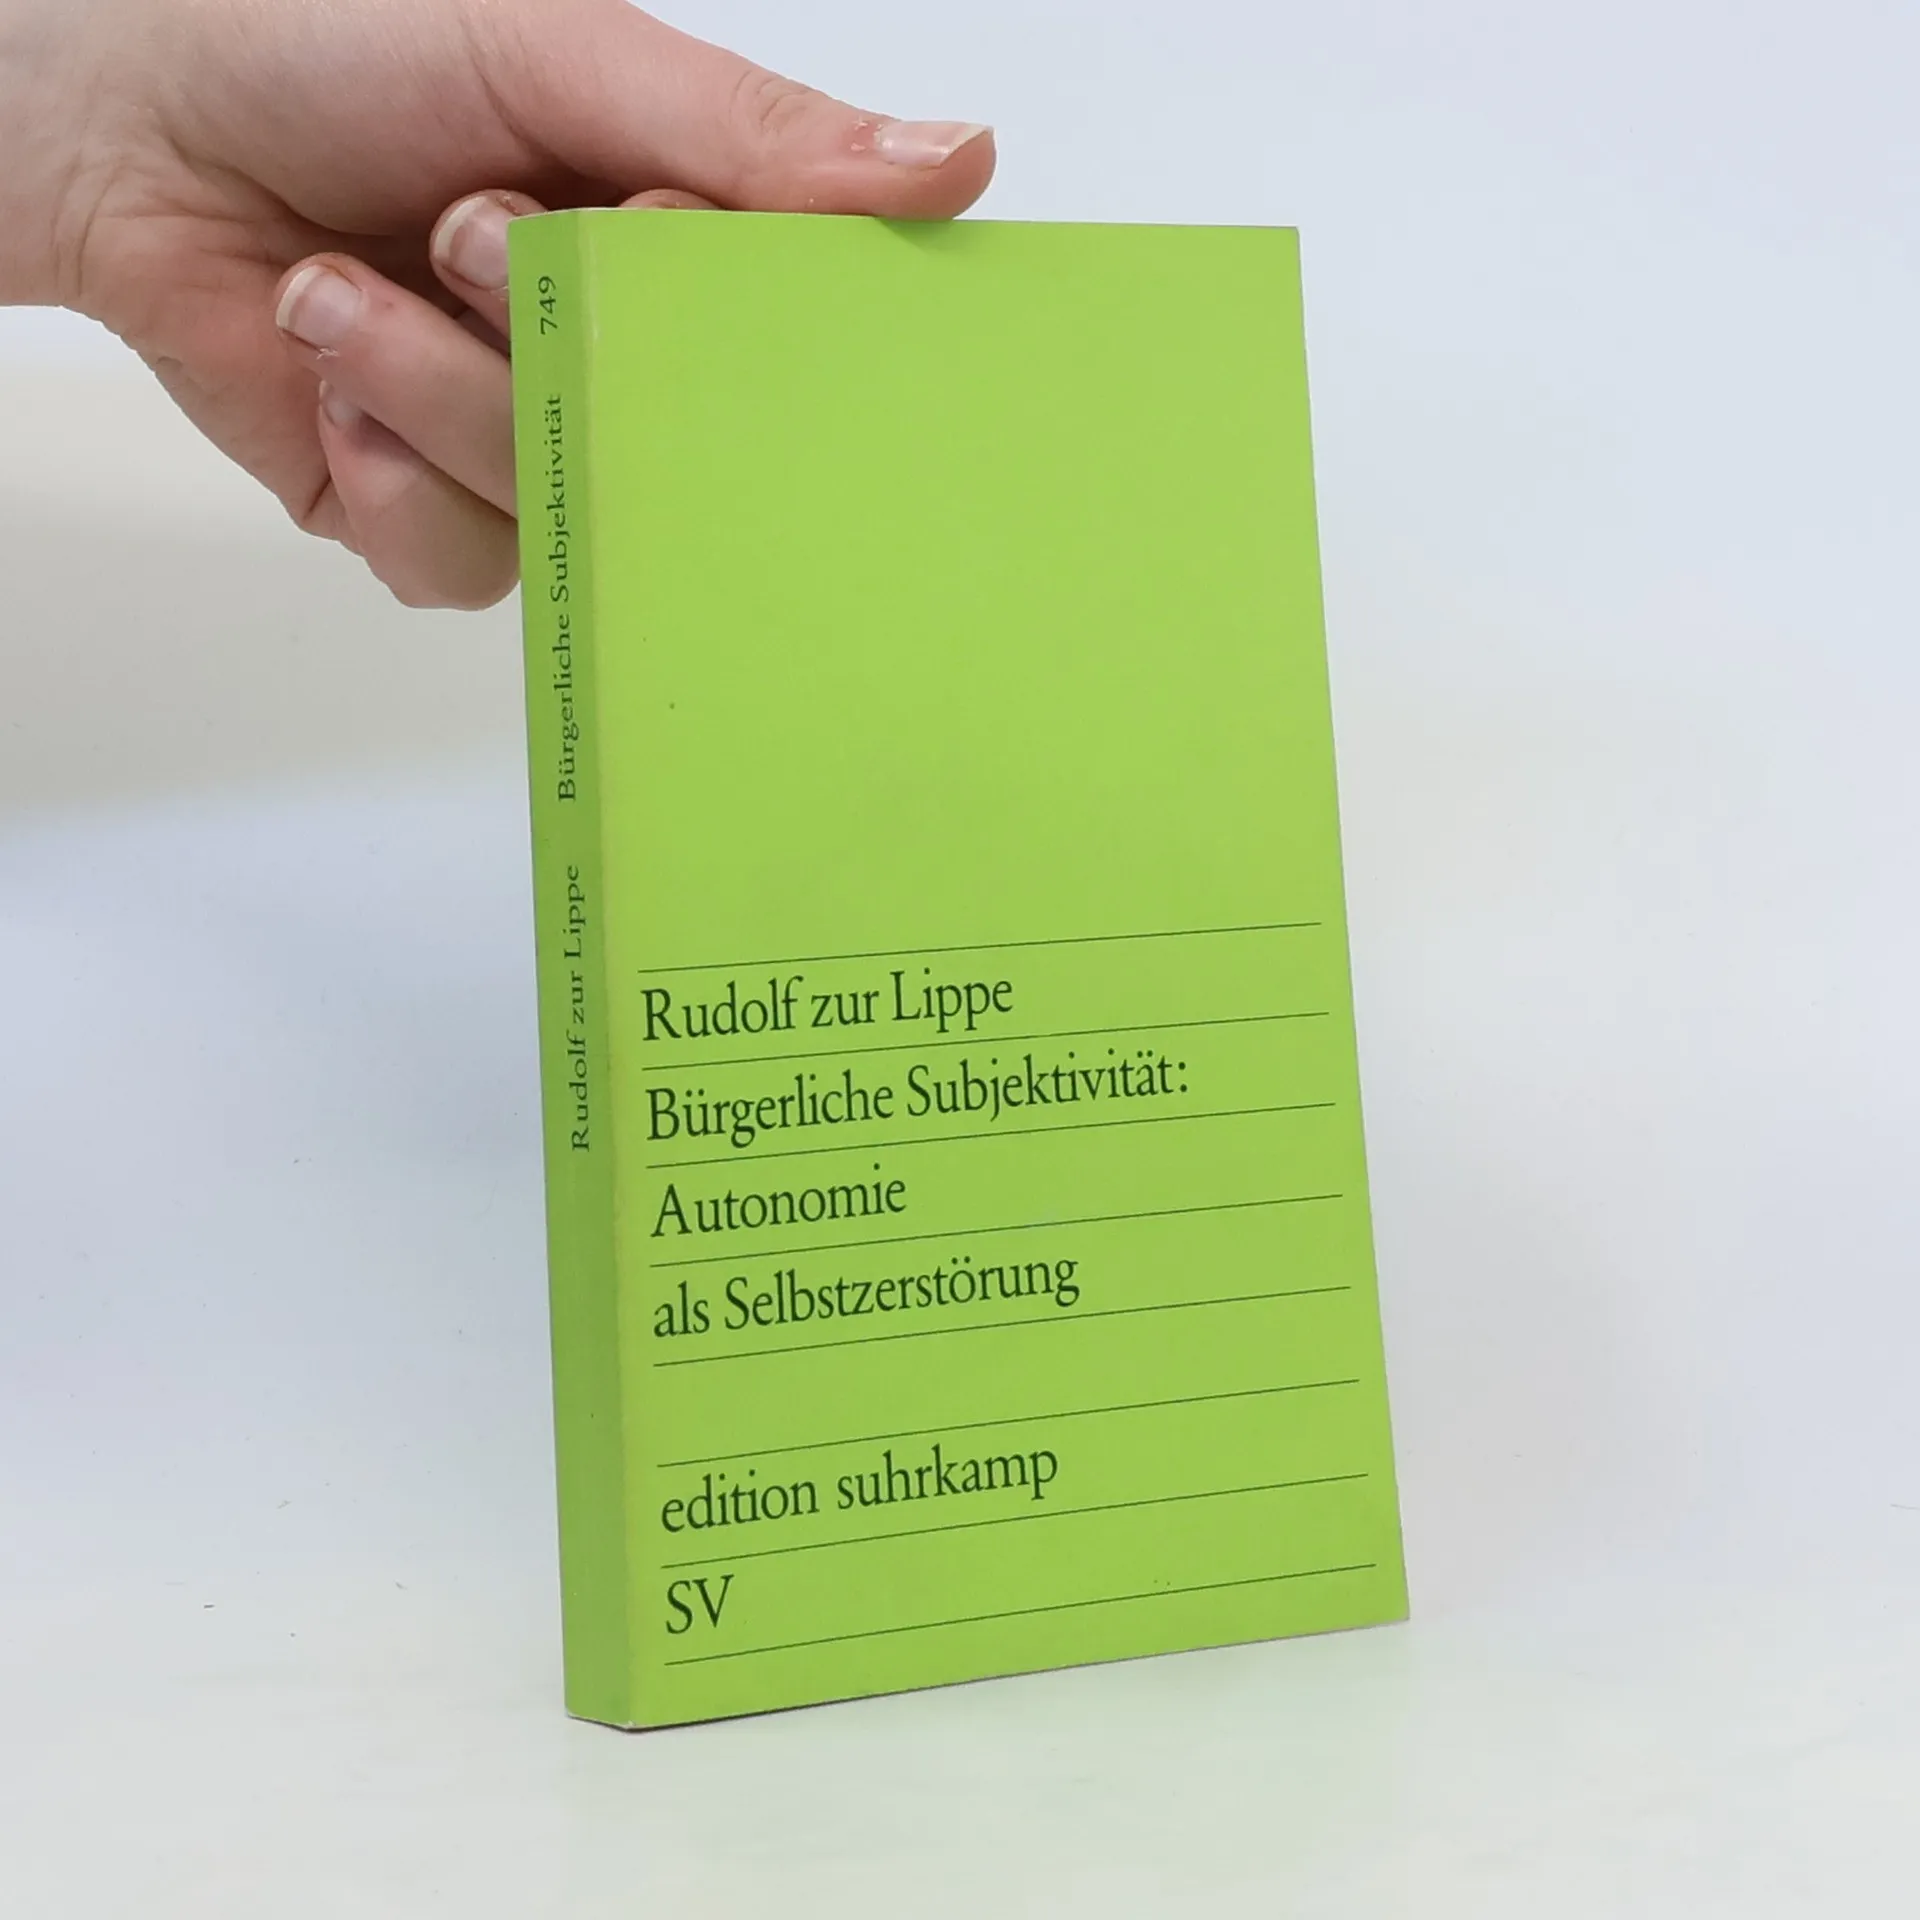 Rudolf zur Lippe Bürgerliche Subjektivität 749
Rudolf zur Lippe
Bürgerliche Subjektivität:
Autonomie
als Selbstzerstörung
edition suhrkamp
SV